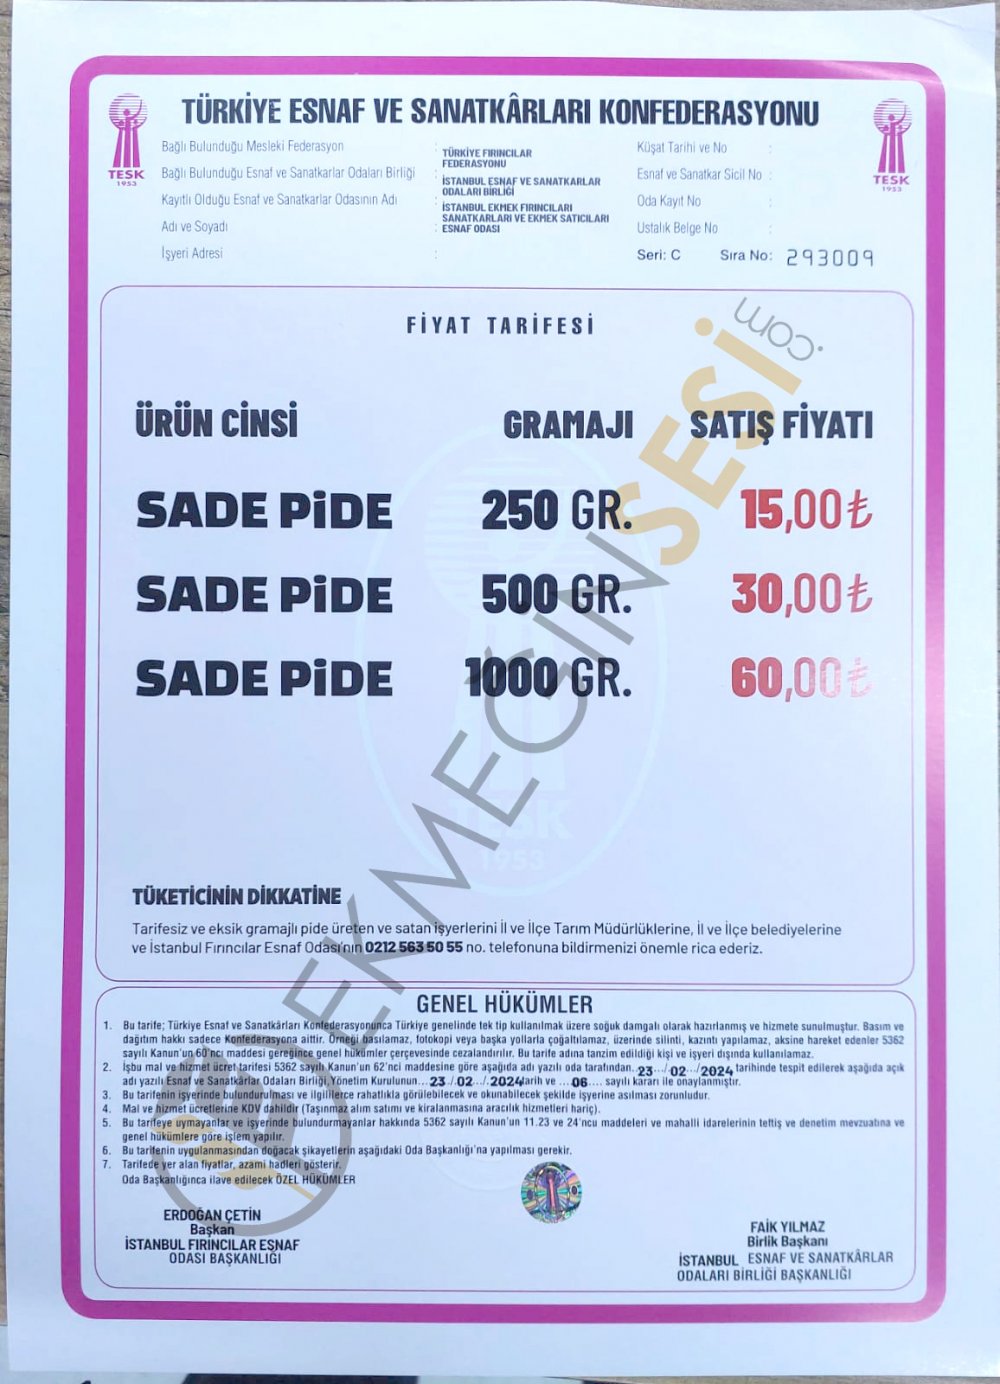 TÜRKİYE ESNAF VE SANATKÂRLARI KONFEDERASYONU
TESK
1953
TESK
1953
Bağlı Bulunduğu Mesleki Federasyon : TÜRKİYE FIRINCILAR FEDERASYONU
Bağlı Bulunduğu Esnaf ve Sanatkarlar Odaları Birliği : İSTANBUL ESNAF VE SANATKARLAR ODALARI BİRLİĞİ
Kayıtlı Olduğu Esnaf ve Sanatkarlar Odasının Adı : İSTANBUL EKMEK FIRINCILARI SANATKARLARI VE EKMEK SATICILARI ESNAF ODASI
Adı ve Soyadı :
İşyeri Adresi :
Küşat Tarihi ve No :
Esnaf ve Sanatkar Sicil No :
Oda Kayıt No :
Ustalık Belge No :
Seri: C Sıra No: 293009
FİYAT TARİFESİ
ÜRÜN CİNSİ GRAMAJI SATIŞ FİYATI
SADE PİDE 250 GR. 15,00₺
SADE PİDE 500 GR. 30,00₺
SADE PİDE 1000 GR. 60,00₺
EKMEĞİN SESİ .com
TESK
1953
TÜKETİCİNİN DİKKATİNE
Tarifesiz ve eksik gramajlı pide üreten ve satan işyerlerini İl ve İlçe Tarım Müdürlüklerine, İl ve İlçe belediyelerine
ve İstanbul Fırıncılar Esnaf Odası'nın 0212 563 50 55 no. telefonuna bildirmenizi önemle rica ederiz.
GENEL HÜKÜMLER
1. Bu tarife; Türkiye Esnaf ve Sanatkârları Konfederasyonunca Türkiye genelinde tek tip kullanılmak üzere soğuk damgalı olarak hazırlanmış ve hizmete sunulmuştur. Basım ve
dağıtım hakkı sadece Konfederasyona aittir. Örneği basılamaz, fotokopi veya başka yollarla çoğaltılamaz, üzerinde silinti, kazıntı yapılamaz, aksine hareket edenler 5362
sayılı Kanun'un 60'ncı maddesi gereğince genel hükümler çerçevesinde cezalandırılır. Bu tarife adına tanzim edildiği kişi ve işyeri dışında kullanılamaz.
2. İşbu mal ve hizmet ücret tarifesi 5362 sayılı Kanun'un 62'nci maddesine göre aşağıda adı yazılı oda tarafından. 23 ./. 02 ./. 2024 tarihinde tespit edilerek aşağıda açık
adı yazılı Esnaf ve Sanatkârlar Odaları Birliği Yönetim Kurulunun... 23 ./ 02 .../. 2024 tarih ve ... 06 .... sayılı kararı ile onaylanmıştır.
3. Bu tarifenin işyerinde bulundurulması ve ilgililerce rahatlıkla görülebilecek ve okunabilecek şekilde işyerine asılması zorunludur.
4. Mal ve hizmet ücretlerine KDV dahildir (Taşınmaz alım satımı ve kiralanmasına aracılık hizmetleri hariç).
5. Bu tarifeye uymayanlar ve işyerinde bulundurmayanlar hakkında 5362 sayılı Kanun'un 11.23 ve 24'ncu maddeleri ve mahalli idarelerinin teftiş ve denetim mevzuatına ve
genel hükümlere göre işlem yapılır.
6. Bu tarifenin uygulanmasından doğacak şikayetlerin aşağıdaki Oda Başkanlığı'na yapılması gerekir.
7. Tarifede yer alan fiyatlar, azami hadleri gösterir.
Oda Başkanlığınca ilave edilecek ÖZEL HÜKÜMLER
ERDOĞAN ÇETİN
Başkan
İSTANBUL FIRINCILAR ESNAF
ODASI BAŞKANLIĞI
FAİK YILMAZ
Birlik Başkanı
İSTANBUL ESNAF VE SANATKÂRLAR
ODALARI BİRLİĞİ BAŞKANLIĞI